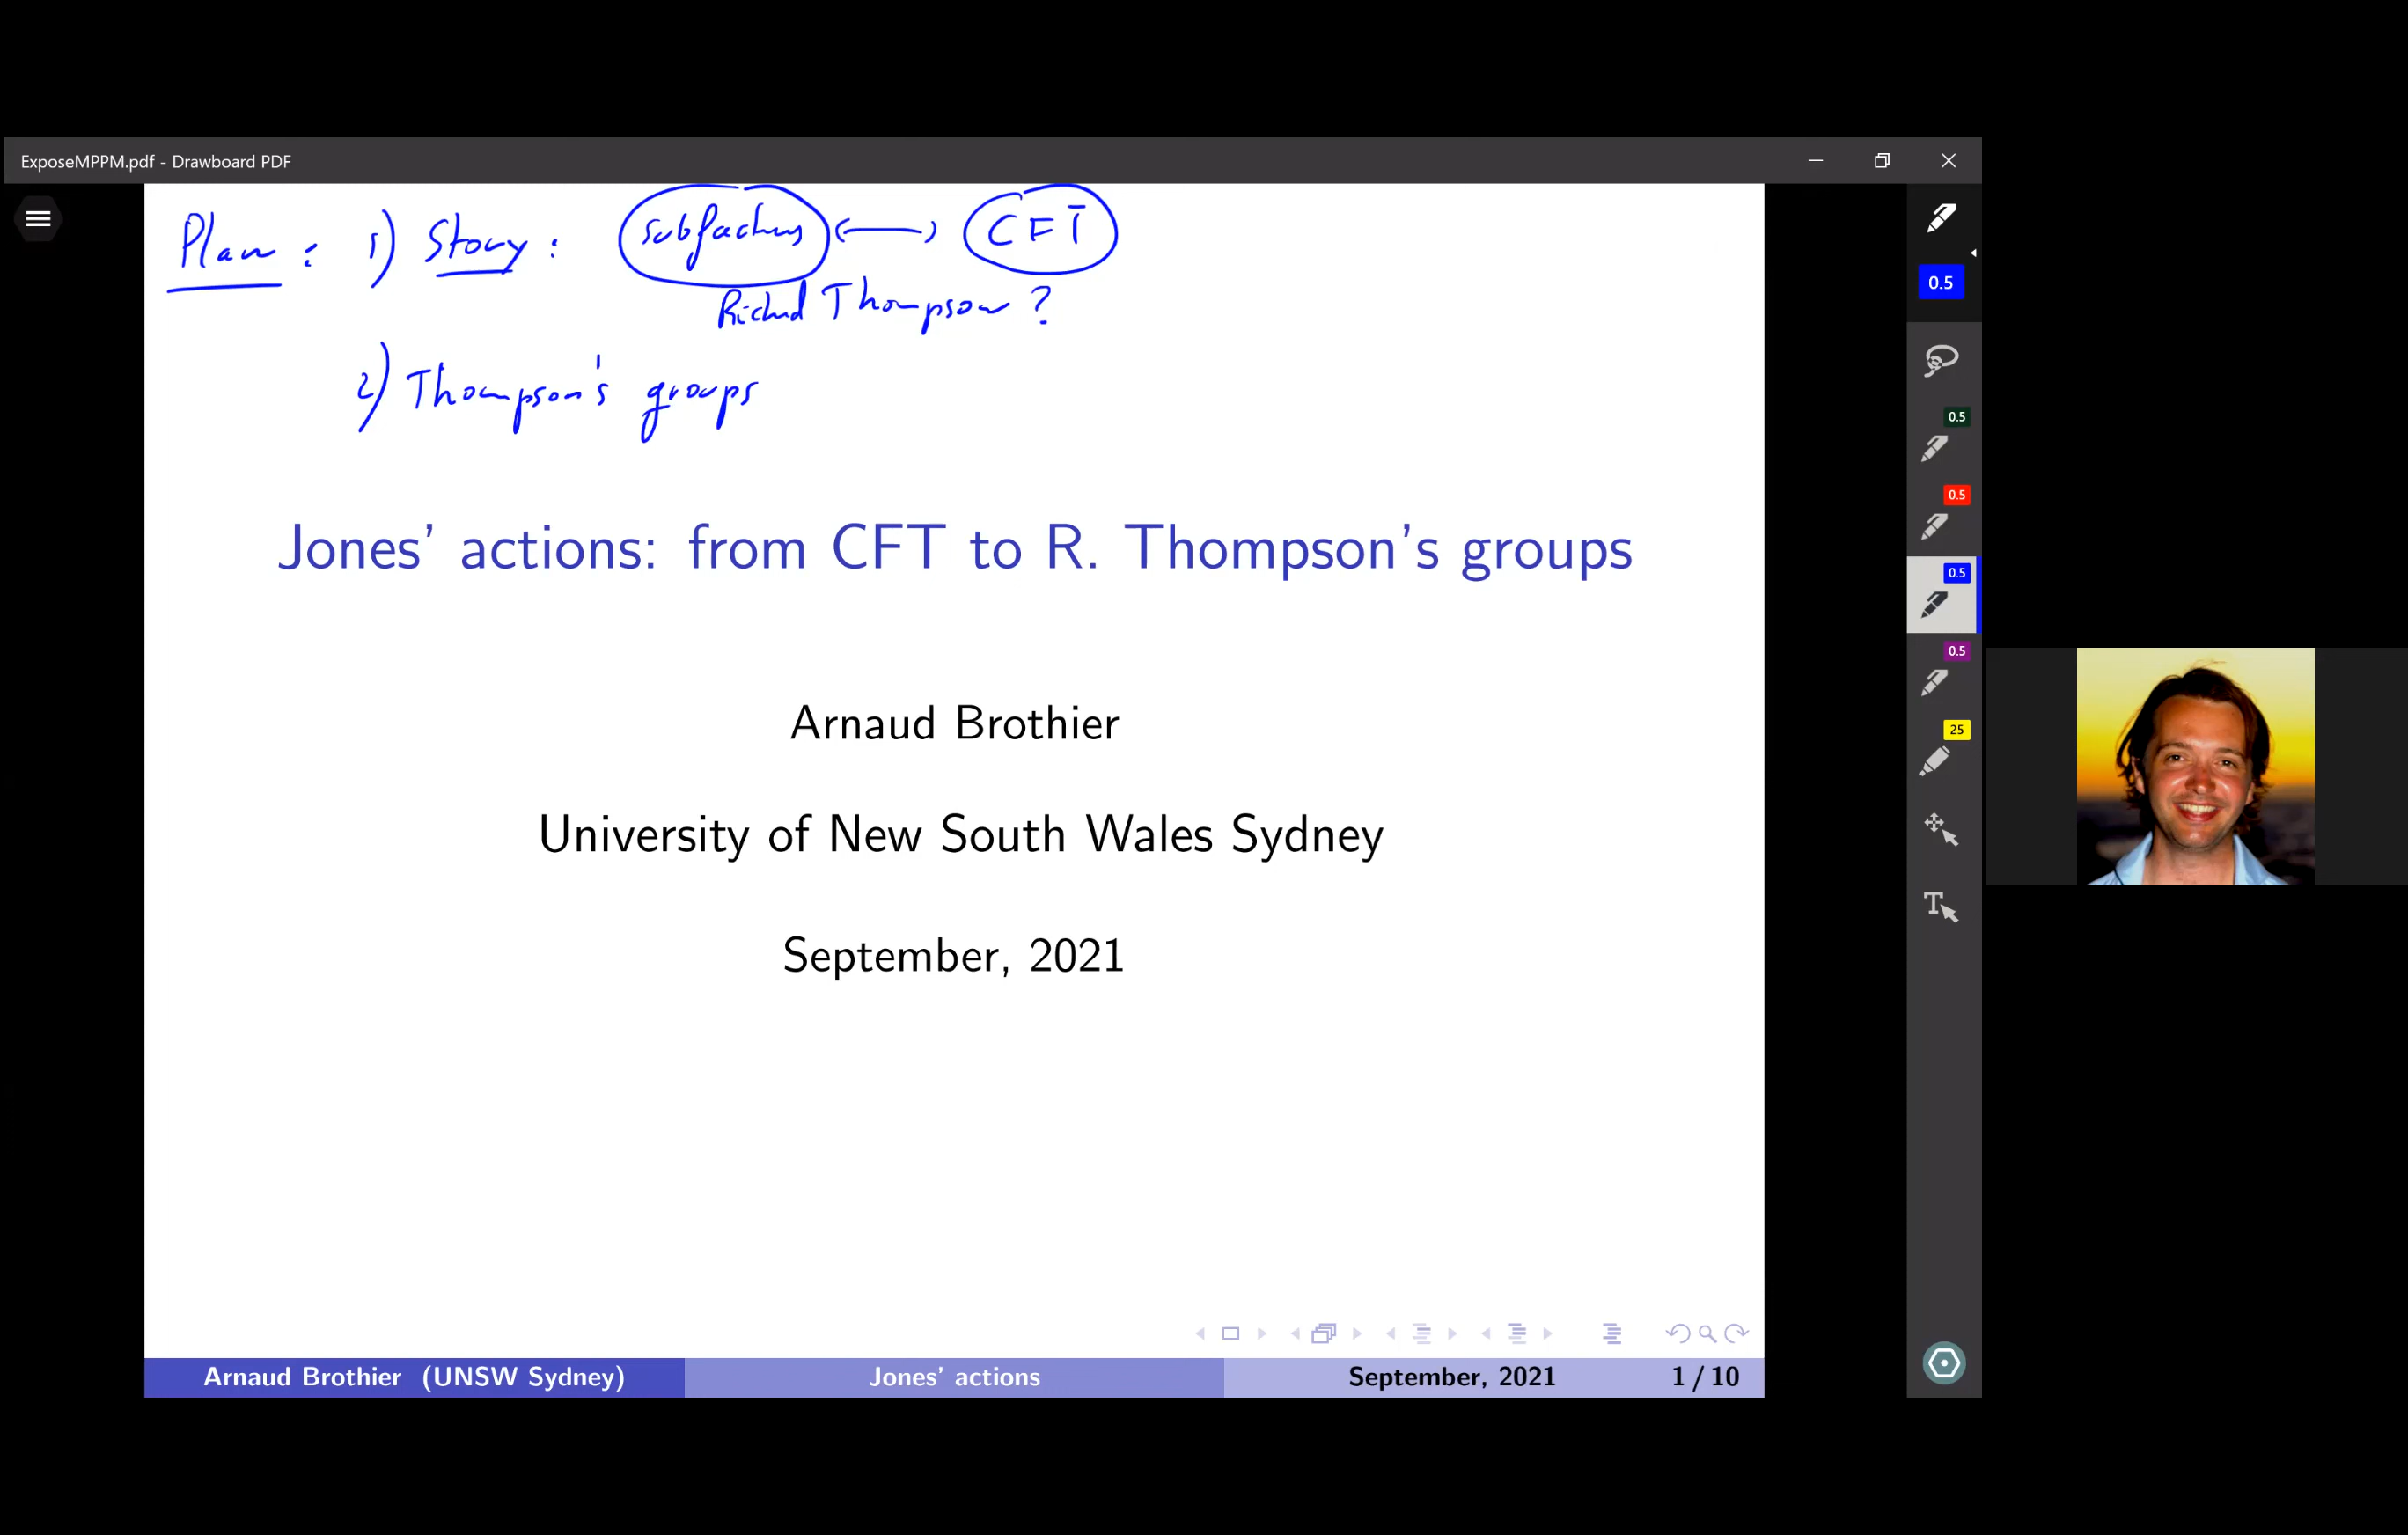 ExposeMPPM.pdf - Drawboard PDF
Plan : 1) Story : subfactors ⟷ CFT
Richard Thompson ?
2) Thompson's groups
0.5
0.5
0.5
0.5
0.5
25
Jones' actions: from CFT to R. Thompson's groups
Arnaud Brothier
University of New South Wales Sydney
September, 2021
Arnaud Brothier (UNSW Sydney) Jones' actions September, 2021 1 / 10